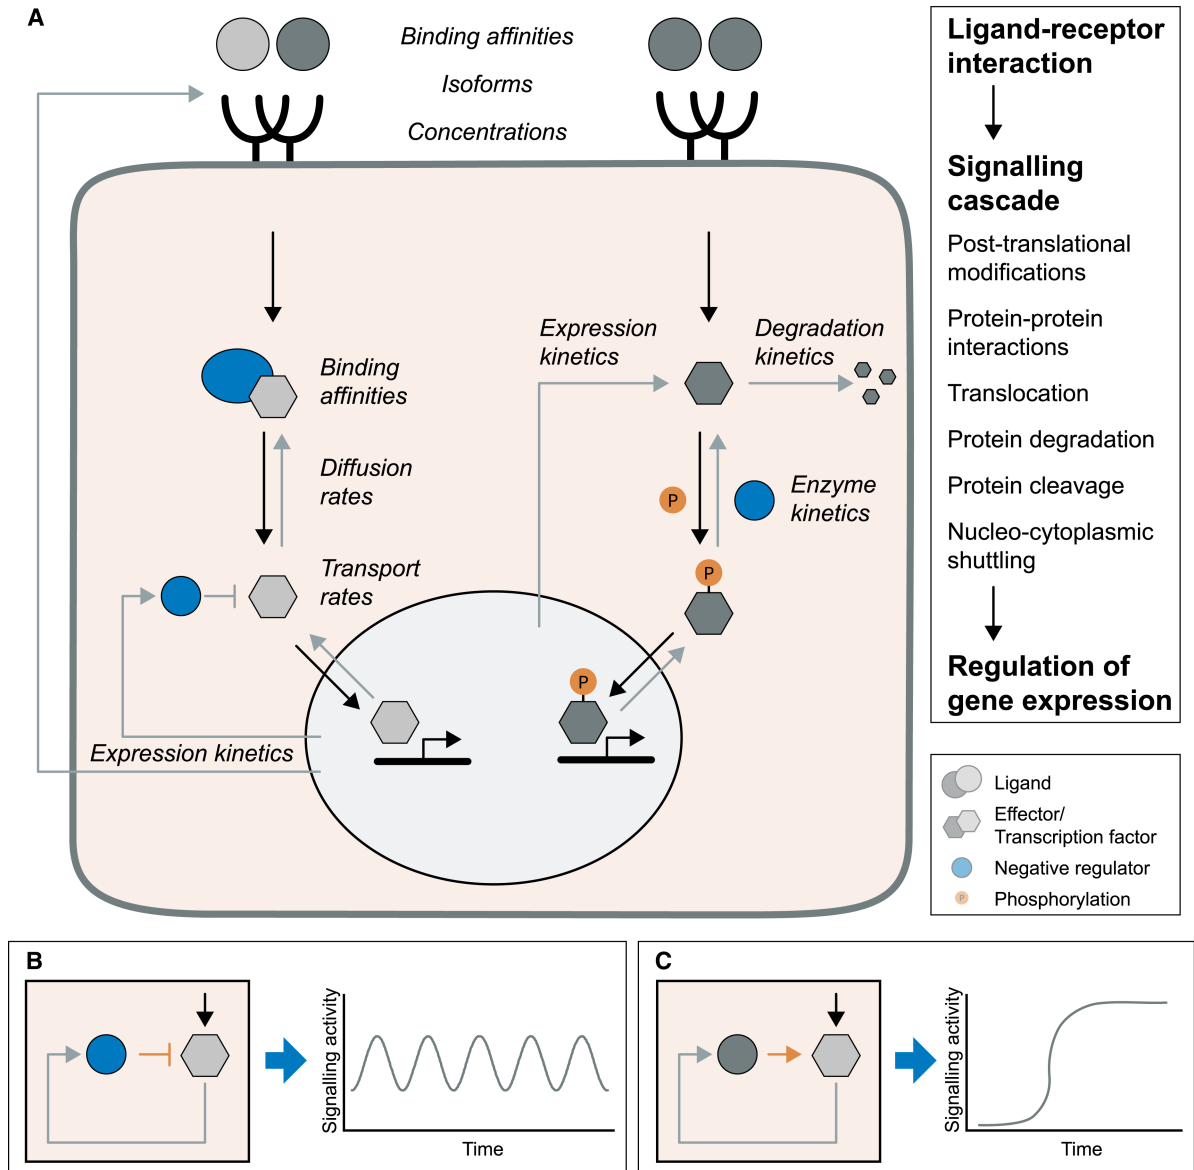 A
Binding affinities
Isoforms
Concentrations
Expression
kinetics
Degradation
kinetics
Binding
affinities
Diffusion
rates
P
Enzyme
kinetics
Transport
rates
P
P
Expression kinetics
Ligand-receptor
interaction
Signalling
cascade
Post-translational
modifications
Protein-protein
interactions
Translocation
Protein degradation
Protein cleavage
Nucleo-cytoplasmic
shuttling
Regulation of
gene expression
Ligand
Effector/
Transcription factor
Negative regulator
P
Phosphorylation
B
Signalling activity
Time
C
Signalling activity
Time